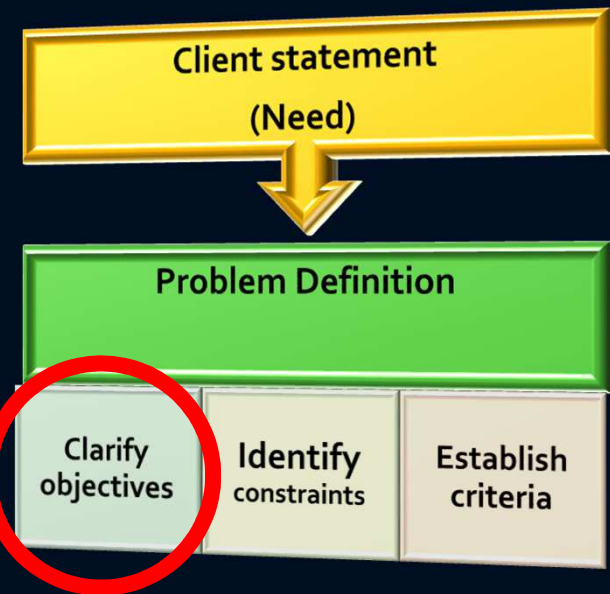 Client statement
(Need)
Problem Definition
Clarify
objectives
Identify
constraints
Establish
criteria